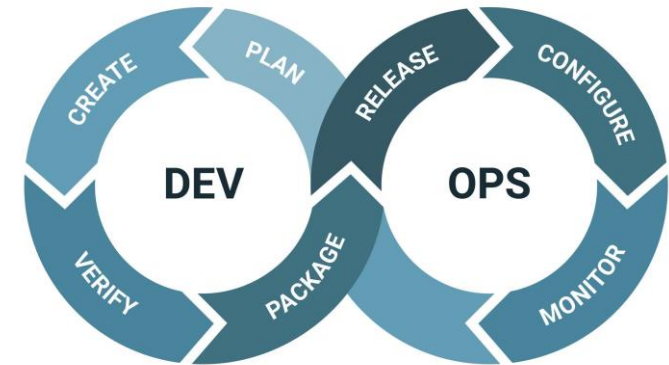 PLAN
CREATE
VERIFY
PACKAGE
RELEASE
CONFIGURE
MONITOR
DEV
OPS